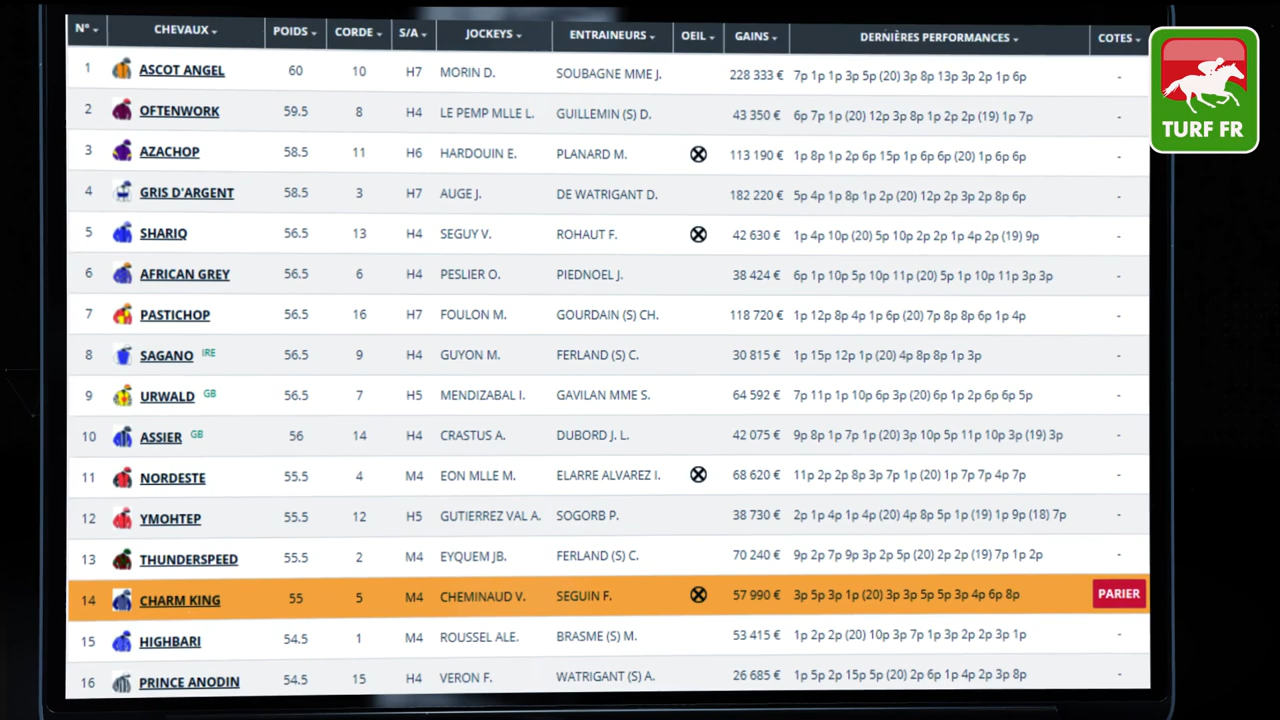 N° CHEVAUX POIDS CORDE S/A JOCKEYS ENTRAINEURS OEIL GAINS DERNIÈRES PERFORMANCES COTES
1 ASCOT ANGEL 60 10 H7 MORIN D. SOUBAGNE MME J. 228 333 € 7p 1p 1p 3p 5p (20) 3p 8p 13p 3p 2p 1p 6p -
2 OFTENWORK 59.5 8 H4 LE PEMP MLLE L. GUILLEMIN (S) D. 43 350 € 6p 7p 1p (20) 12p 3p 8p 1p 2p 2p (19) 1p 7p -
3 AZACHOP 58.5 11 H6 HARDOUIN E. PLANARD M. 113 190 € 1p 8p 1p 2p 6p 15p 1p 6p 6p (20) 1p 6p 6p -
4 GRIS D'ARGENT 58.5 3 H7 AUGE J. DE WATRIGANT D. 182 220 € 5p 4p 1p 8p 1p 2p (20) 12p 2p 3p 2p 8p 6p -
5 SHARIQ 56.5 13 H4 SEGUY V. ROHAUT F. 42 630 € 1p 4p 10p (20) 5p 10p 2p 2p 1p 4p 2p (19) 9p -
6 AFRICAN GREY 56.5 6 H4 PESLIER O. PIEDNOEL J. 38 424 € 6p 1p 10p 5p 10p 11p (20) 5p 1p 10p 11p 3p 3p -
7 PASTICHOP 56.5 16 H7 FOULON M. GOURDAIN (S) CH. 118 720 € 1p 12p 8p 4p 1p 6p (20) 7p 8p 8p 6p 1p 4p -
8 SAGANO IRE 56.5 9 H4 GUYON M. FERLAND (S) C. 30 815 € 1p 15p 12p 1p (20) 4p 8p 8p 1p 3p -
9 URWALD GB 56.5 7 H5 MENDIZABAL I. GAVILAN MME S. 64 592 € 7p 11p 1p 10p 6p 3p (20) 6p 1p 2p 6p 6p 5p -
10 ASSIER GB 56 14 H4 CRASTUS A. DUBORD J. L. 42 075 € 9p 8p 1p 7p 1p (20) 3p 10p 5p 11p 10p 3p (19) 3p -
11 NORDESTE 55.5 4 M4 EON MLLE M. ELARRE ALVAREZ I. 68 620 € 11p 2p 2p 8p 3p 7p 1p (20) 1p 7p 7p 4p 7p -
12 YMOHTEP 55.5 12 H5 GUTIERREZ VAL A. SOGORB P. 38 730 € 2p 1p 4p 1p 4p (20) 4p 8p 5p 1p (19) 1p 9p (18) 7p -
13 THUNDERSPEED 55.5 2 M4 EYQUEM JB. FERLAND (S) C. 70 240 € 9p 2p 7p 9p 3p 2p 5p (20) 2p 2p (19) 7p 1p 2p -
14 CHARM KING 55 5 M4 CHEMINAUD V. SEGUIN F. 57 990 € 3p 5p 3p 1p (20) 3p 3p 5p 5p 3p 4p 6p 8p PARIER
15 HIGHBARI 54.5 1 M4 ROUSSEL ALE. BRASME (S) M. 53 415 € 1p 2p 2p (20) 10p 3p 7p 1p 3p 2p 2p 3p 1p -
16 PRINCE ANODIN 54.5 15 H4 VERON F. WATRIGANT (S) A. 26 685 € 1p 5p 2p 15p 5p (20) 2p 6p 1p 4p 2p 3p 8p -
TURF FR